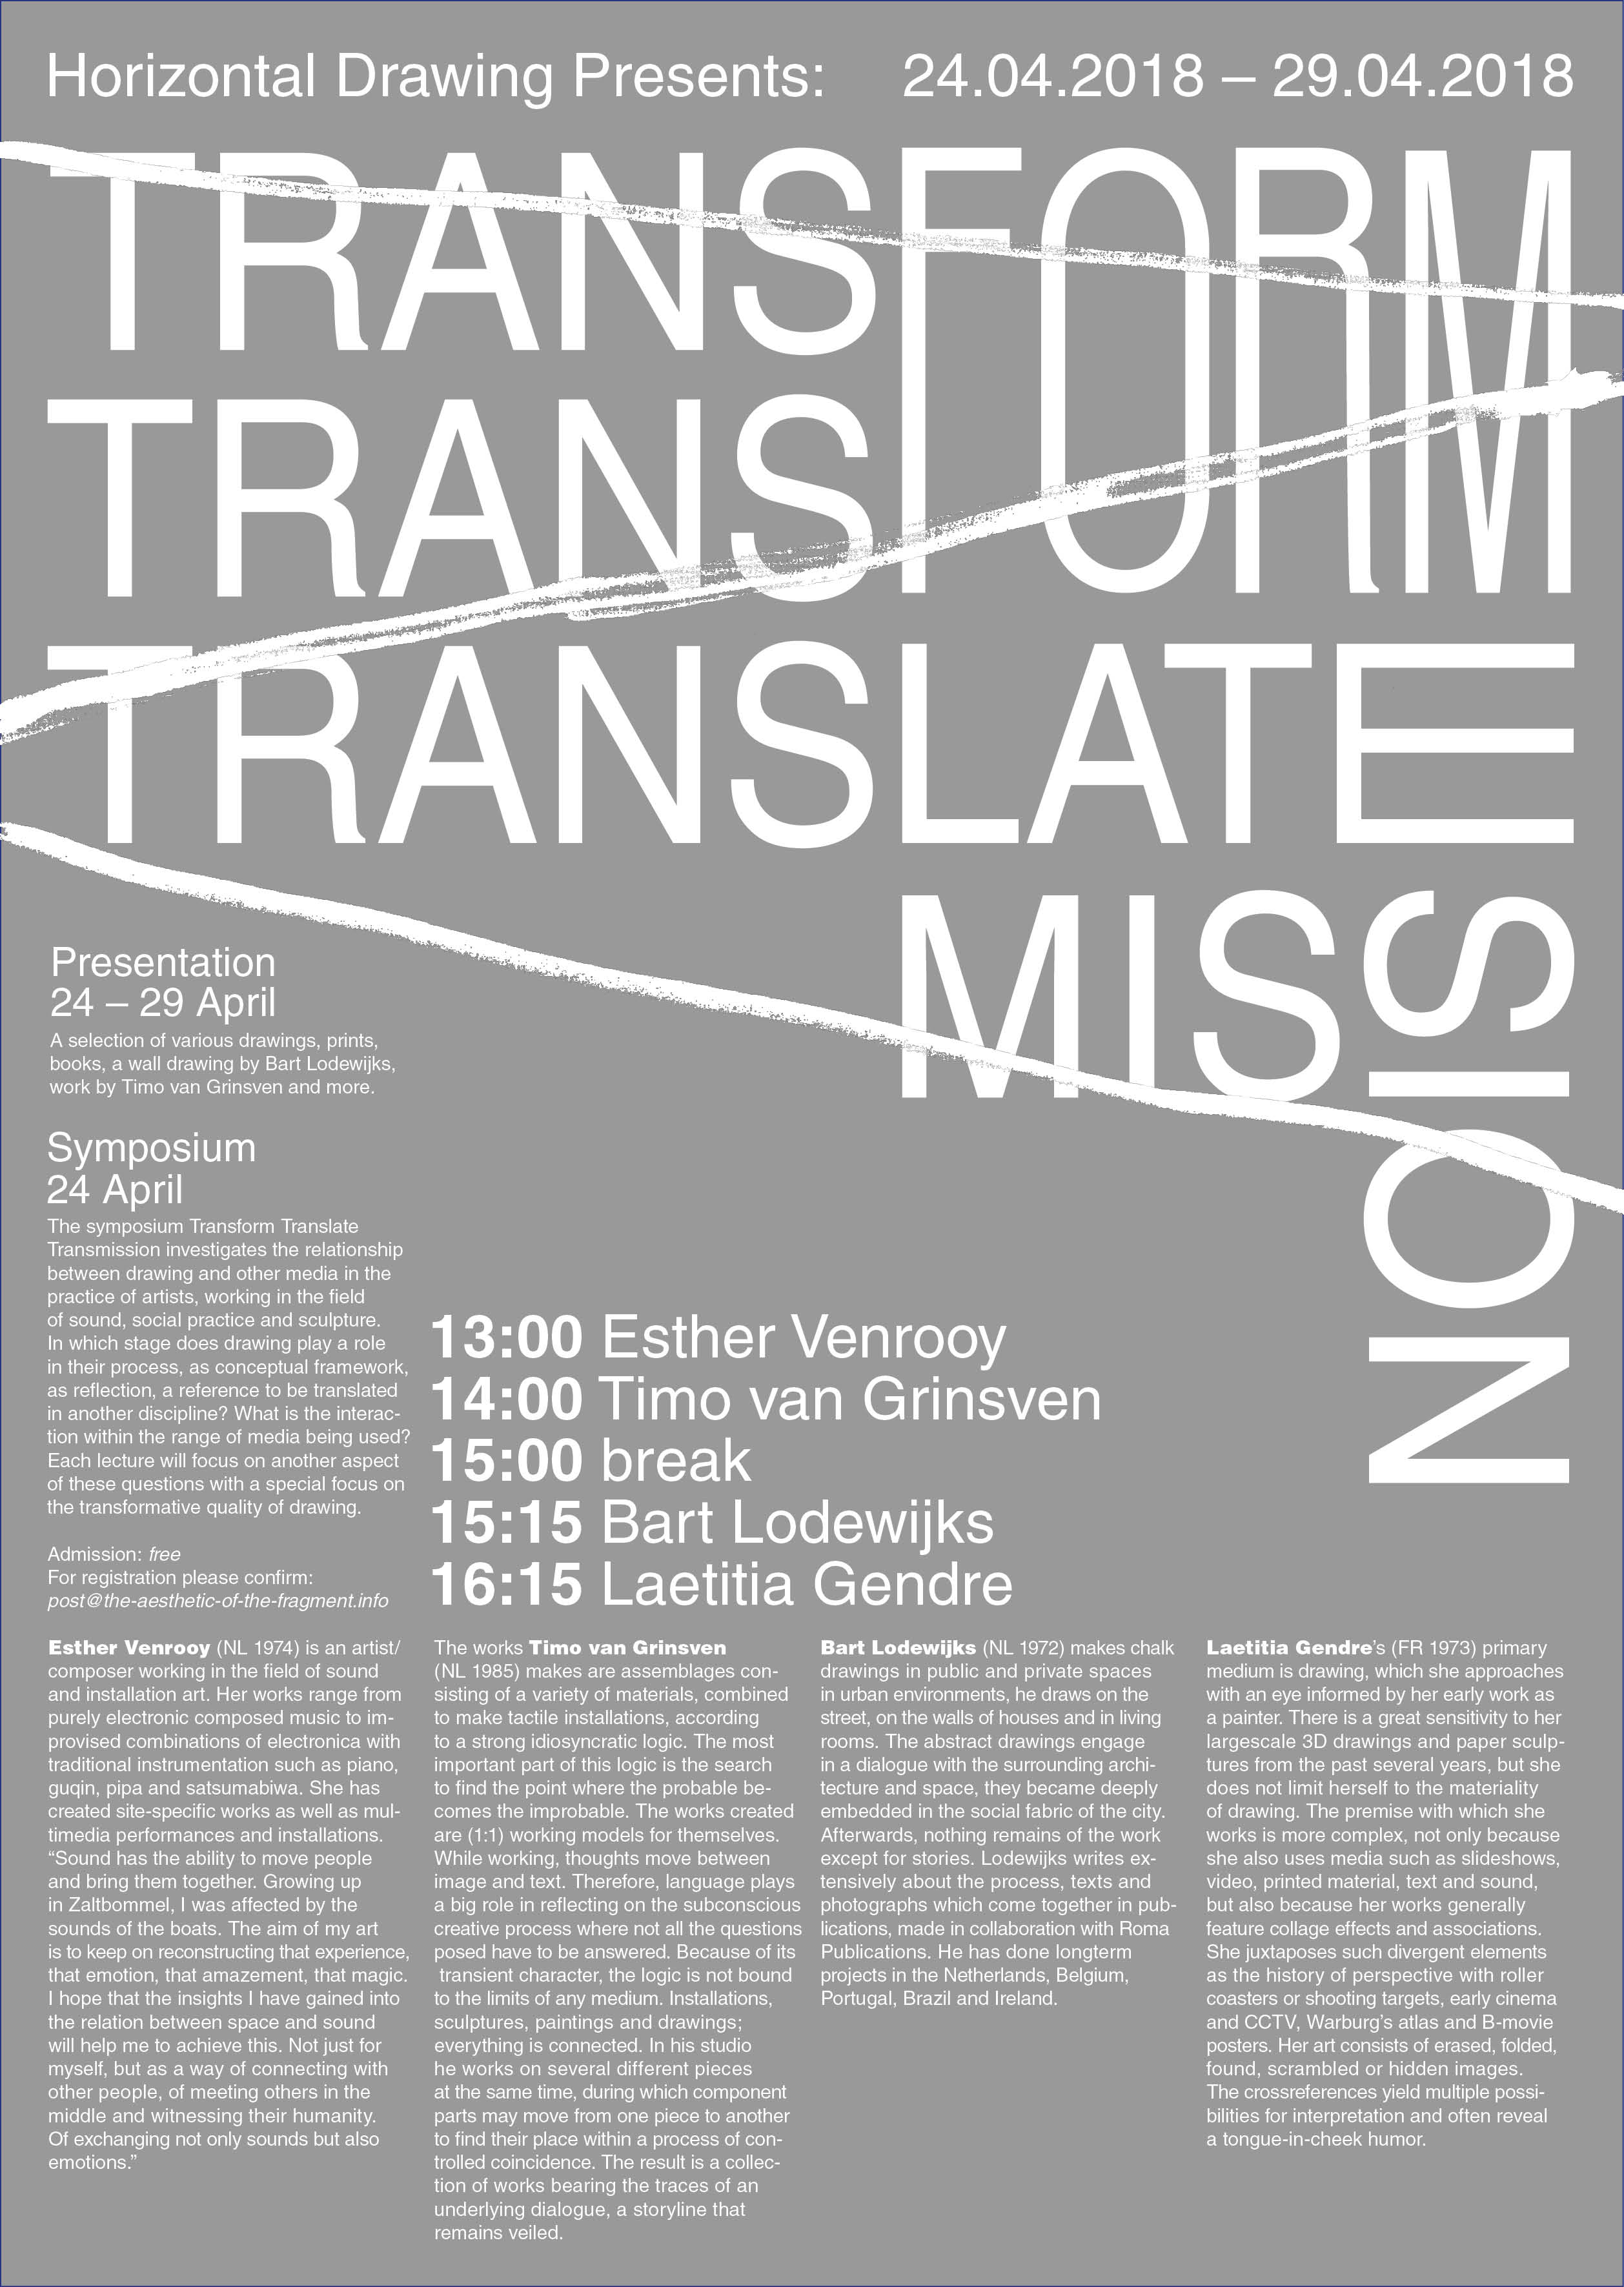 Horizontal Drawing Presents: 24.04.2018 – 29.04.2018
TRANSFORM
TRANS
TRANSLATE
MISSION
Presentation
24 – 29 April
A selection of various drawings, prints,
books, a wall drawing by Bart Lodewijks,
work by Timo van Grinsven and more.
Symposium
24 April
The symposium Transform Translate
Transmission investigates the relationship
between drawing and other media in the
practice of artists, working in the field
of sound, social practice and sculpture.
In which stage does drawing play a role
in their process, as conceptual framework,
as reflection, a reference to be translated
in another discipline? What is the interac-
tion within the range of media being used?
Each lecture will focus on another aspect
of these questions with a special focus on
the transformative quality of drawing.
Admission: free
For registration please confirm:
post@the-aesthetic-of-the-fragment.info
13:00 Esther Venrooy
14:00 Timo van Grinsven
15:00 break
15:15 Bart Lodewijks
16:15 Laetitia Gendre
Esther Venrooy (NL 1974) is an artist/
composer working in the field of sound
and installation art. Her works range from
purely electronic composed music to im-
provised combinations of electronica with
traditional instrumentation such as piano,
guqin, pipa and satsumabiwa. She has
created site-specific works as well as mul-
timedia performances and installations.
“Sound has the ability to move people
and bring them together. Growing up
in Zaltbommel, I was affected by the
sounds of the boats. The aim of my art
is to keep on reconstructing that experience,
that emotion, that amazement, that magic.
I hope that the insights I have gained into
the relation between space and sound
will help me to achieve this. Not just for
myself, but as a way of connecting with
other people, of meeting others in the
middle and witnessing their humanity.
Of exchanging not only sounds but also
emotions.”
The works Timo van Grinsven
(NL 1985) makes are assemblages con-
sisting of a variety of materials, combined
to make tactile installations, according
to a strong idiosyncratic logic. The most
important part of this logic is the search
to find the point where the probable be-
comes the improbable. The works created
are (1:1) working models for themselves.
While working, thoughts move between
image and text. Therefore, language plays
a big role in reflecting on the subconscious
creative process where not all the questions
posed have to be answered. Because of its
transient character, the logic is not bound
to the limits of any medium. Installations,
sculptures, paintings and drawings;
everything is connected. In his studio
he works on several different pieces
at the same time, during which component
parts may move from one piece to another
to find their place within a process of con-
trolled coincidence. The result is a collec-
tion of works bearing the traces of an
underlying dialogue, a storyline that
remains veiled.
Bart Lodewijks (NL 1972) makes chalk
drawings in public and private spaces
in urban environments, he draws on the
street, on the walls of houses and in living
rooms. The abstract drawings engage
in a dialogue with the surrounding archi-
tecture and space, they became deeply
embedded in the social fabric of the city.
Afterwards, nothing remains of the work
except for stories. Lodewijks writes ex-
tensively about the process, texts and
photographs which come together in pub-
lications, made in collaboration with Roma
Publications. He has done longterm
projects in the Netherlands, Belgium,
Portugal, Brazil and Ireland.
Laetitia Gendre’s (FR 1973) primary
medium is drawing, which she approaches
with an eye informed by her early work as
a painter. There is a great sensitivity to her
largescale 3D drawings and paper sculp-
tures from the past several years, but she
does not limit herself to the materiality
of drawing. The premise with which she
works is more complex, not only because
she also uses media such as slideshows,
video, printed material, text and sound,
but also because her works generally
feature collage effects and associations.
She juxtaposes such divergent elements
as the history of perspective with roller
coasters or shooting targets, early cinema
and CCTV, Warburg’s atlas and B-movie
posters. Her art consists of erased, folded,
found, scrambled or hidden images.
The crossreferences yield multiple possi-
bilities for interpretation and often reveal
a tongue-in-cheek humor.